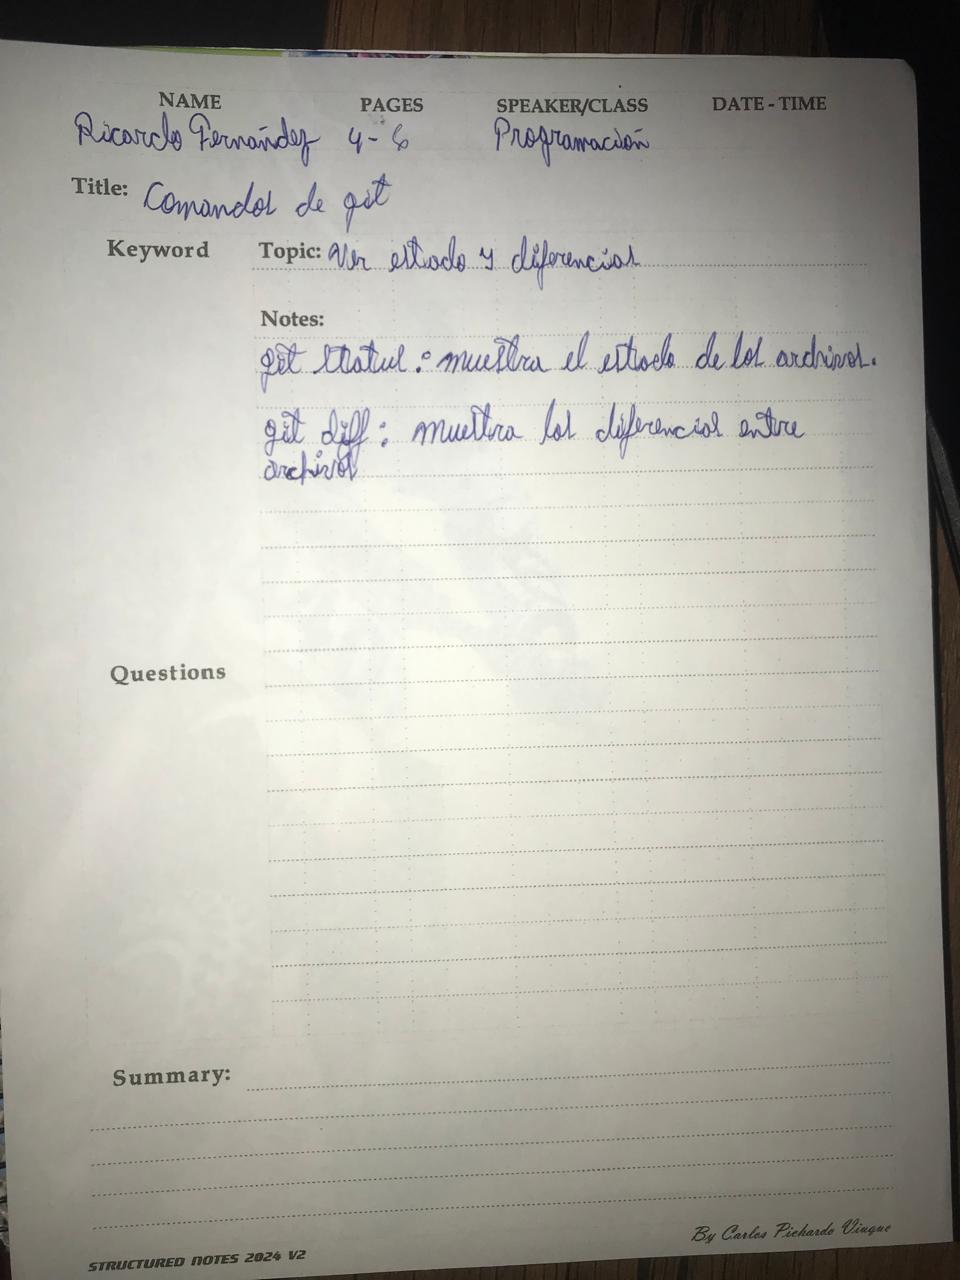 NAME PAGES SPEAKER/CLASS DATE - TIME
Ricardo Fernández 4-6 Programación
Title: Comandos de git
Keyword Topic: Ver estado y diferencias
Notes:
git status: muestra el estado de los archivos.
git diff: muestra las diferencias entre
archivos
Questions
Summary:
By Carlos Pichardo Viuque
STRUCTURED NOTES 2024 V2